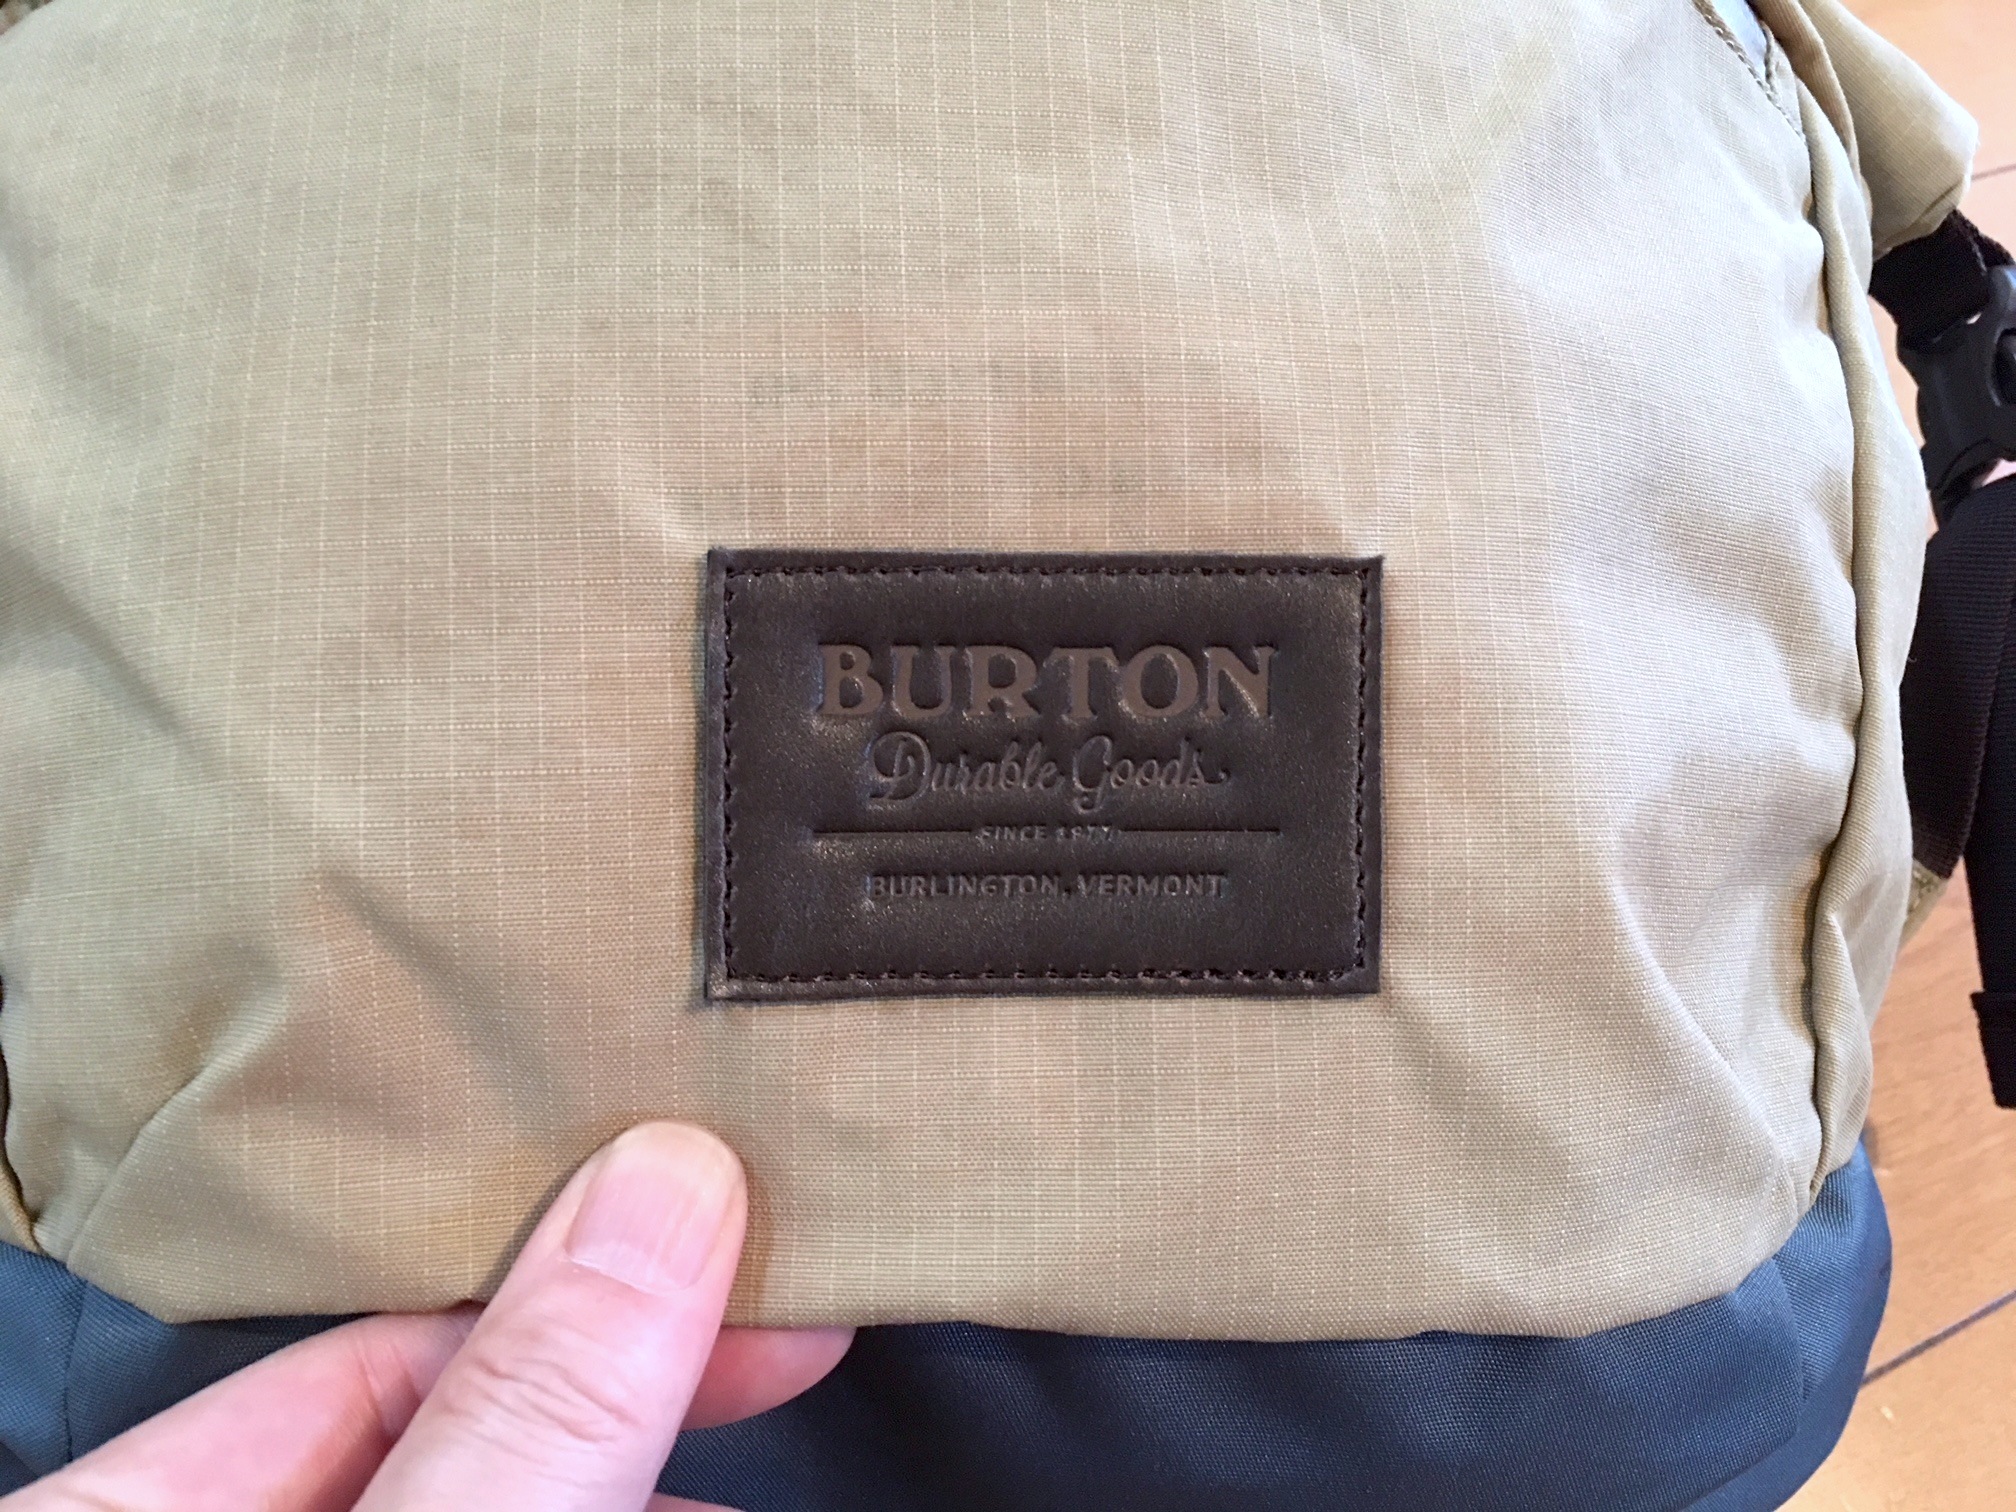 BURTON
Durable Goods
SINCE 1977
BURLINGTON, VERMONT